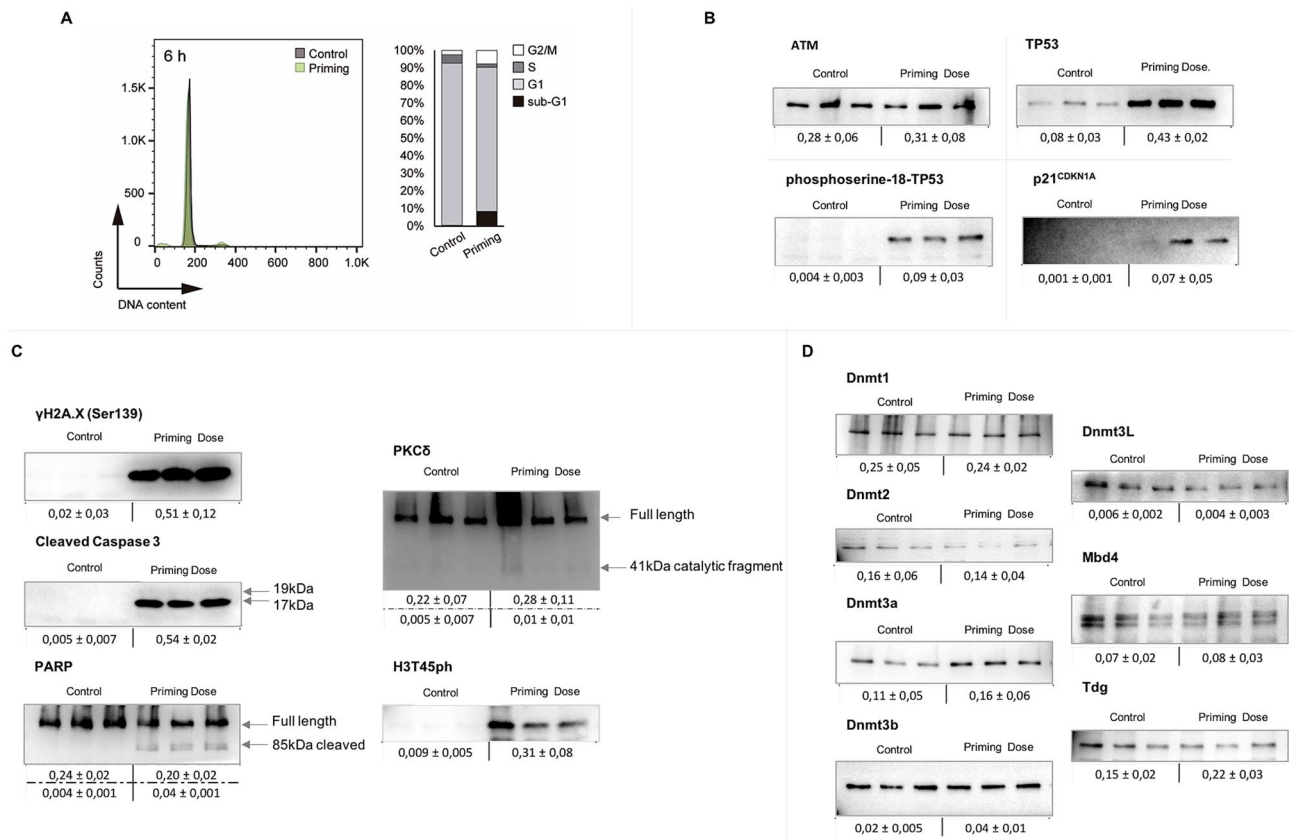 A
6 h
Control
Priming
1.5K
1.0K
500
0
0 200 400 600 800 1.0K
Counts
DNA content
100%
90%
80%
70%
60%
50%
40%
30%
20%
10%
0%
Control
Priming
G2/M
S
G1
sub-G1
B
ATM
Control Priming Dose
0,28 ± 0,06 0,31 ± 0,08
TP53
Control Priming Dose.
0,08 ± 0,03 0,43 ± 0,02
phosphoserine-18-TP53
Control Priming Dose
0,004 ± 0,003 0,09 ± 0,03
p21CDKN1A
Control Priming Dose
0,001 ± 0,001 0,07 ± 0,05
C
γH2A.X (Ser139)
Control Priming Dose
0,02 ± 0,03 0,51 ± 0,12
Cleaved Caspase 3
Control Priming Dose
19kDa
17kDa
0,005 ± 0,007 0,54 ± 0,02
PARP
Control Priming Dose
Full length
85kDa cleaved
0,24 ± 0,02 0,20 ± 0,02
0,004 ± 0,001 0,04 ± 0,001
PKCδ
Control Priming Dose
Full length
41kDa catalytic fragment
0,22 ± 0,07 0,28 ± 0,11
0,005 ± 0,007 0,01 ± 0,01
H3T45ph
Control Priming Dose
0,009 ± 0,005 0,31 ± 0,08
D
Dnmt1
Control Priming Dose
0,25 ± 0,05 0,24 ± 0,02
Dnmt2
Control Priming Dose
0,16 ± 0,06 0,14 ± 0,04
Dnmt3a
Control Priming Dose
0,11 ± 0,05 0,16 ± 0,06
Dnmt3b
Control Priming Dose
0,02 ± 0,005 0,04 ± 0,01
Dnmt3L
Control Priming Dose
0,006 ± 0,002 0,004 ± 0,003
Mbd4
Control Priming Dose
0,07 ± 0,02 0,08 ± 0,03
Tdg
Control Priming Dose
0,15 ± 0,02 0,22 ± 0,03